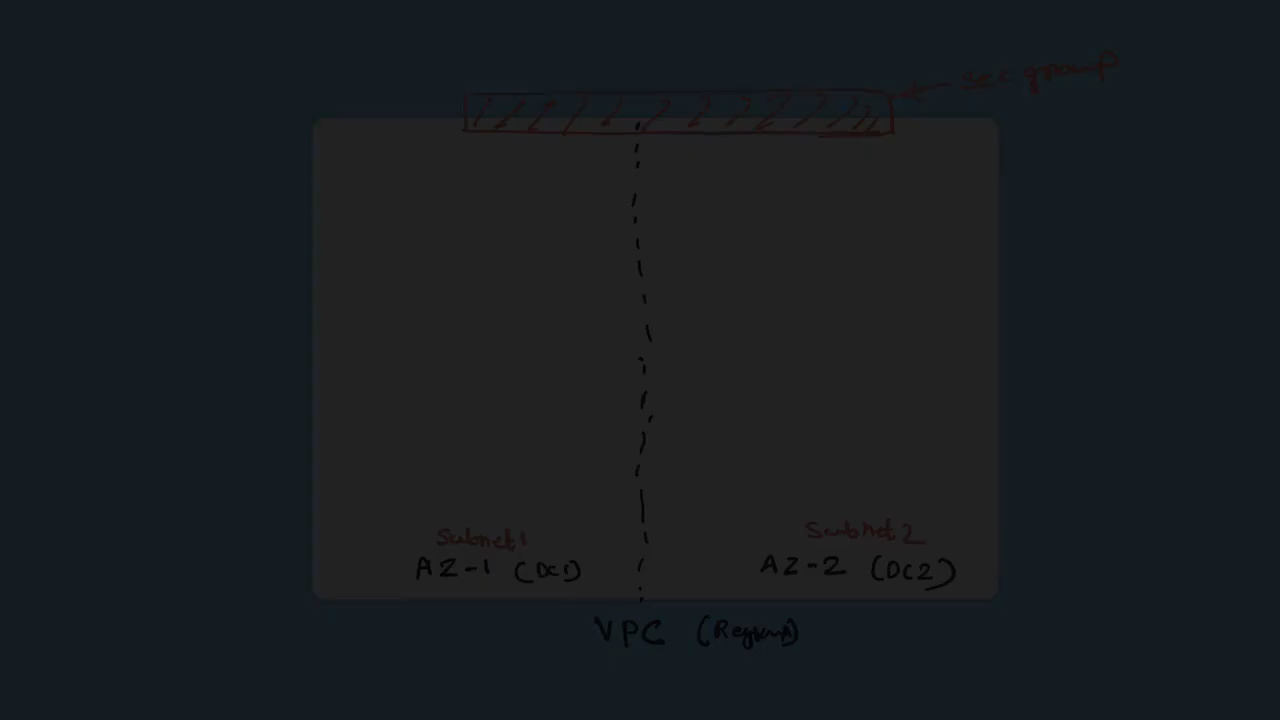 sec group
Subnet1
Subnet2
AZ-1 (DC1)
AZ-2 (DC2)
VPC (Region)